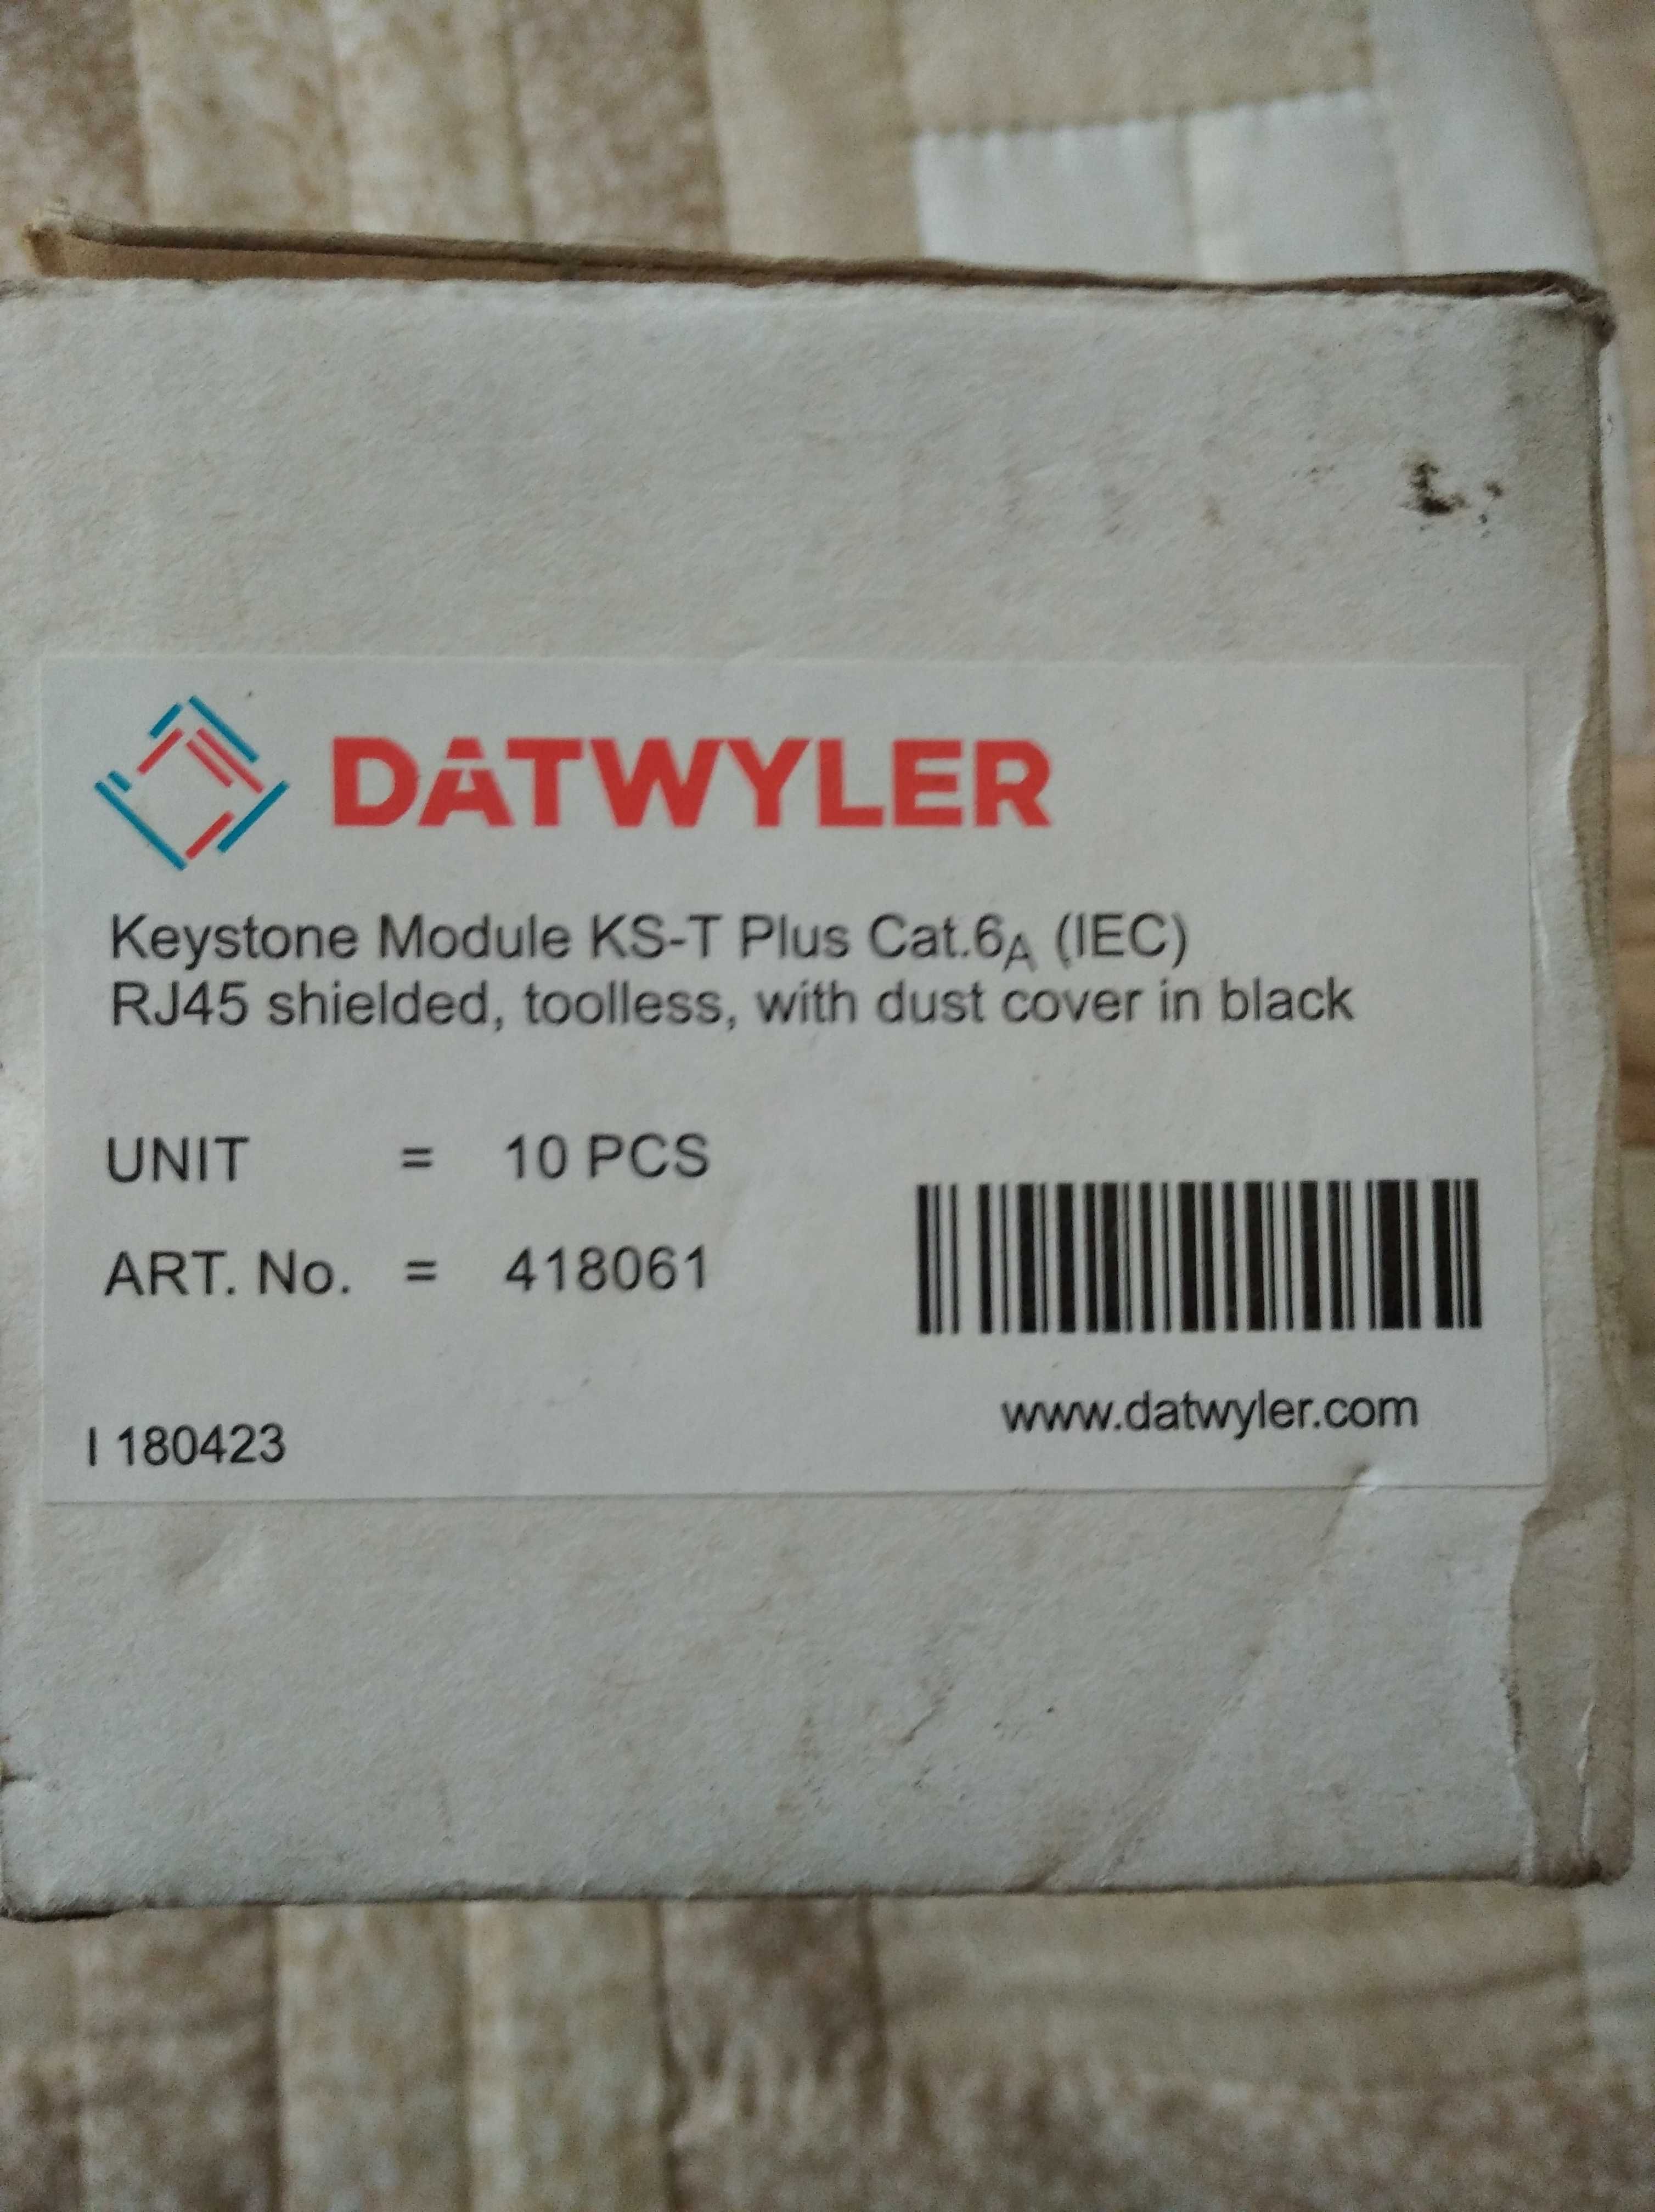 DATWYLER
Keystone Module KS-T Plus Cat.6A (IEC)
RJ45 shielded, toolless, with dust cover in black
UNIT = 10 PCS
ART. No. = 418061
www.datwyler.com
I 180423